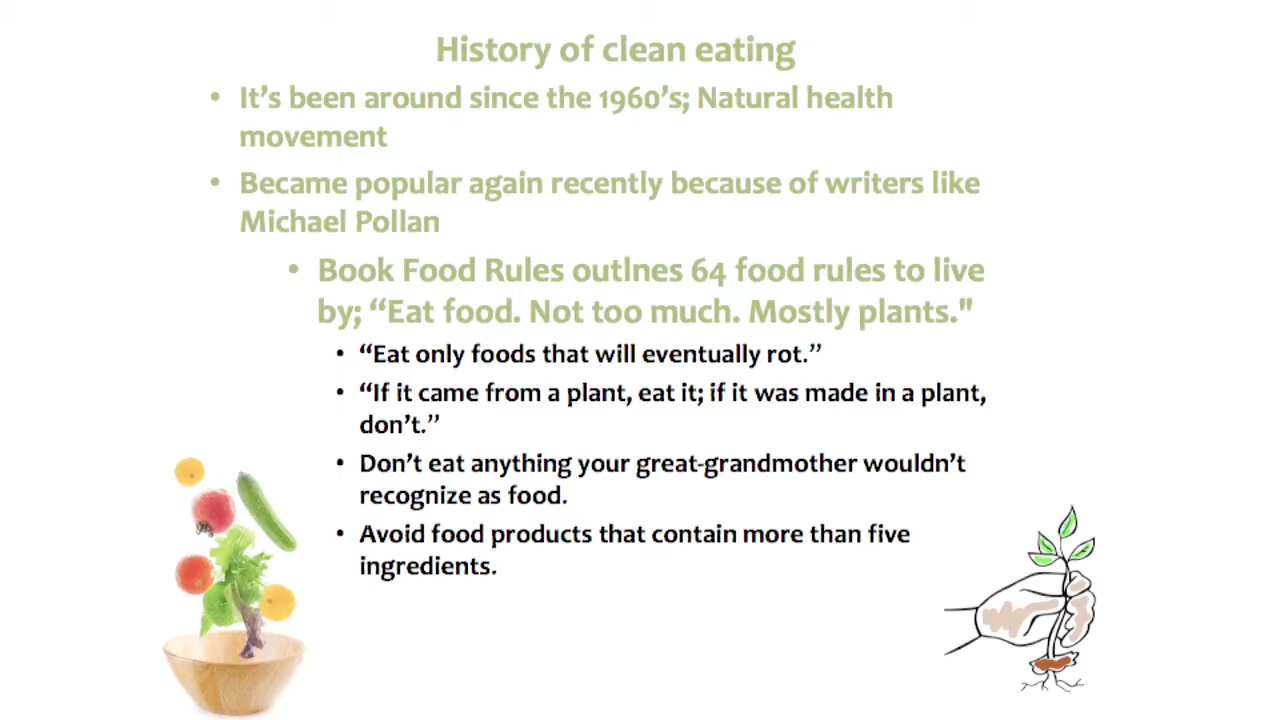 History of clean eating
• It’s been around since the 1960’s; Natural health
movement
• Became popular again recently because of writers like
Michael Pollan
• Book Food Rules outlnes 64 food rules to live
by; “Eat food. Not too much. Mostly plants."
• “Eat only foods that will eventually rot.”
• “If it came from a plant, eat it; if it was made in a plant,
don’t.”
• Don’t eat anything your great-grandmother wouldn’t
recognize as food.
• Avoid food products that contain more than five
ingredients.